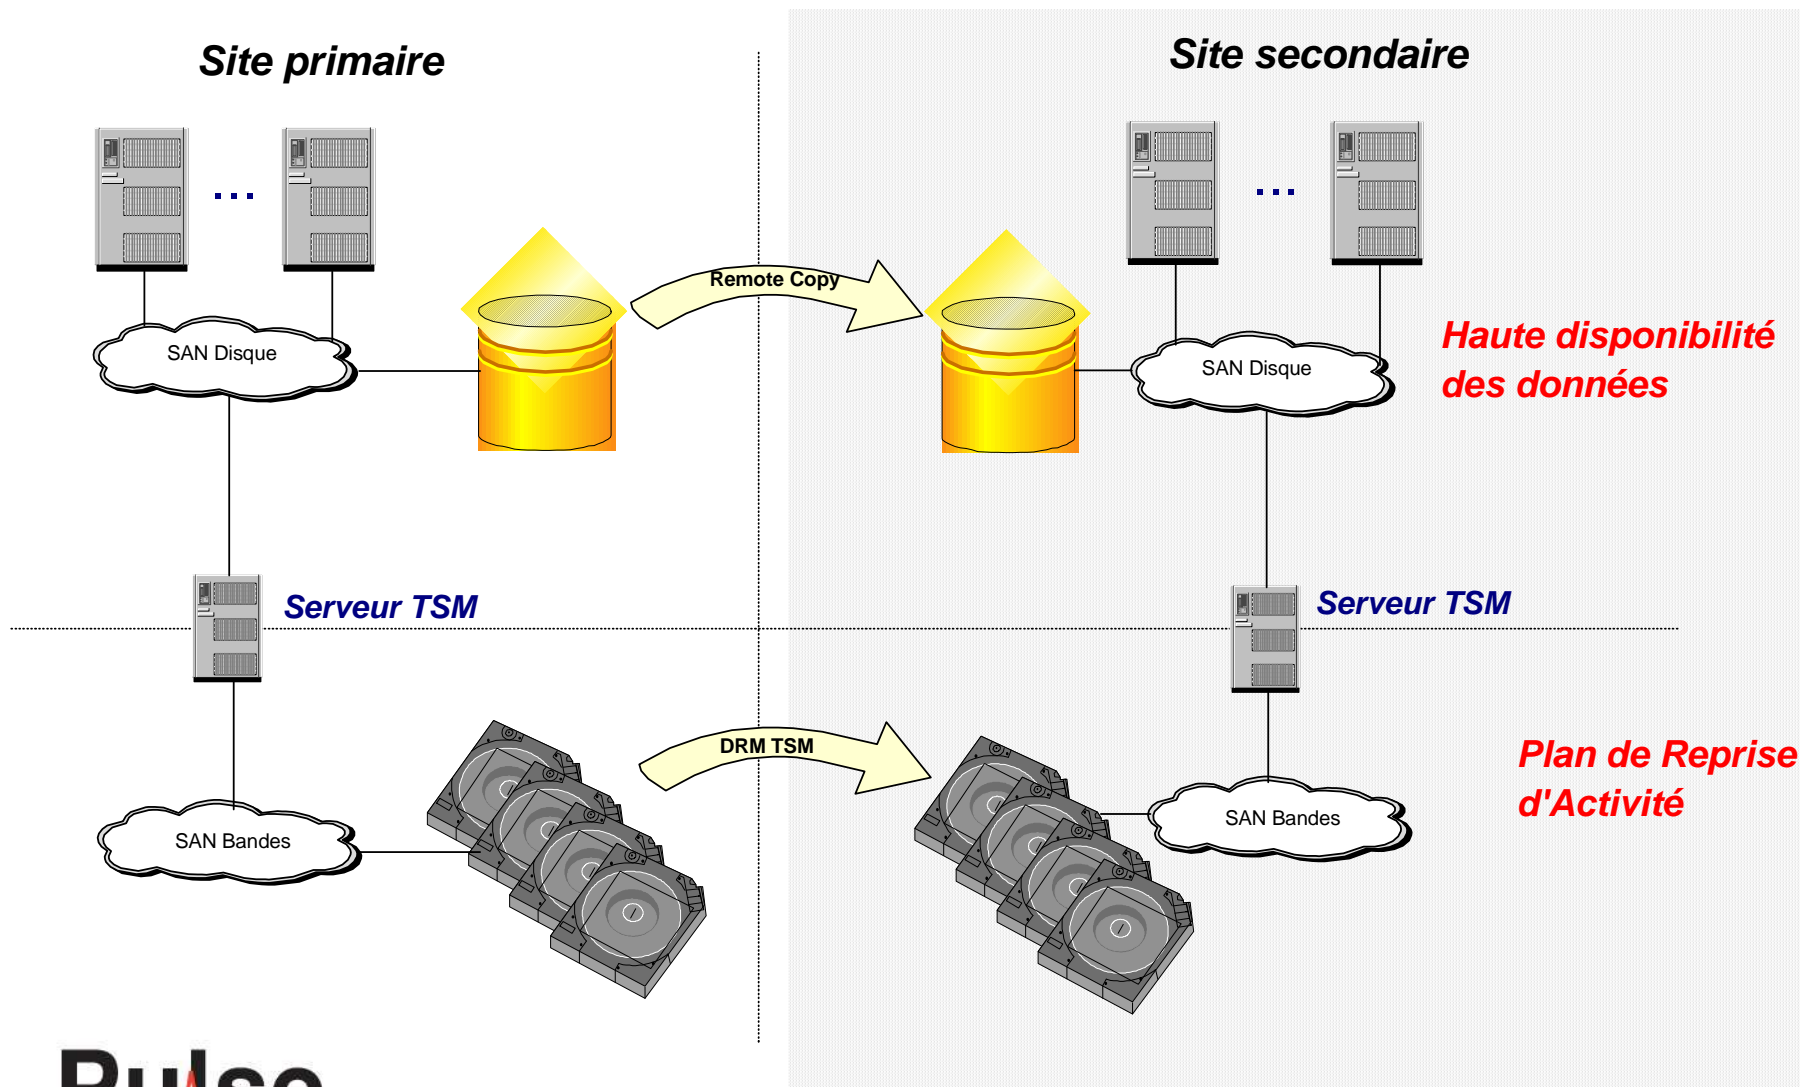 Site primaire
Site secondaire
...
...
Remote Copy
SAN Disque
SAN Disque
Haute disponibilité
des données
Serveur TSM
Serveur TSM
DRM TSM
Plan de Reprise
d'Activité
SAN Bandes
SAN Bandes
Pulse